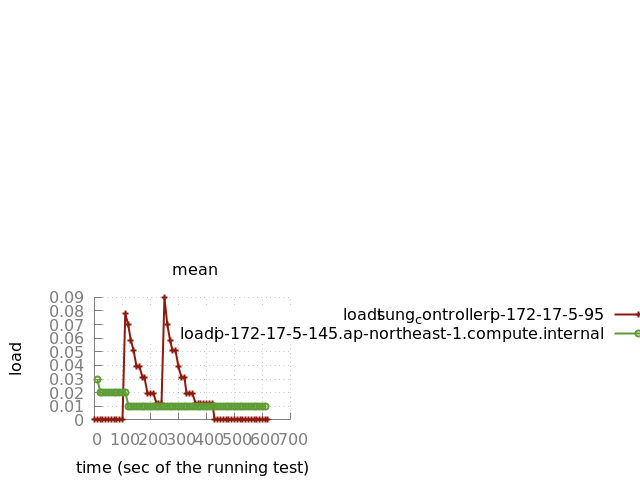 mean
0.09
0.08
0.07
0.06
0.05
0.04
0.03
0.02
0.01
0
load
0 100 200 300 400 500 600 700
time (sec of the running test)
load:tsung_controller:ip-172-17-5-95
load:ip-172-17-5-145.ap-northeast-1.compute.internal